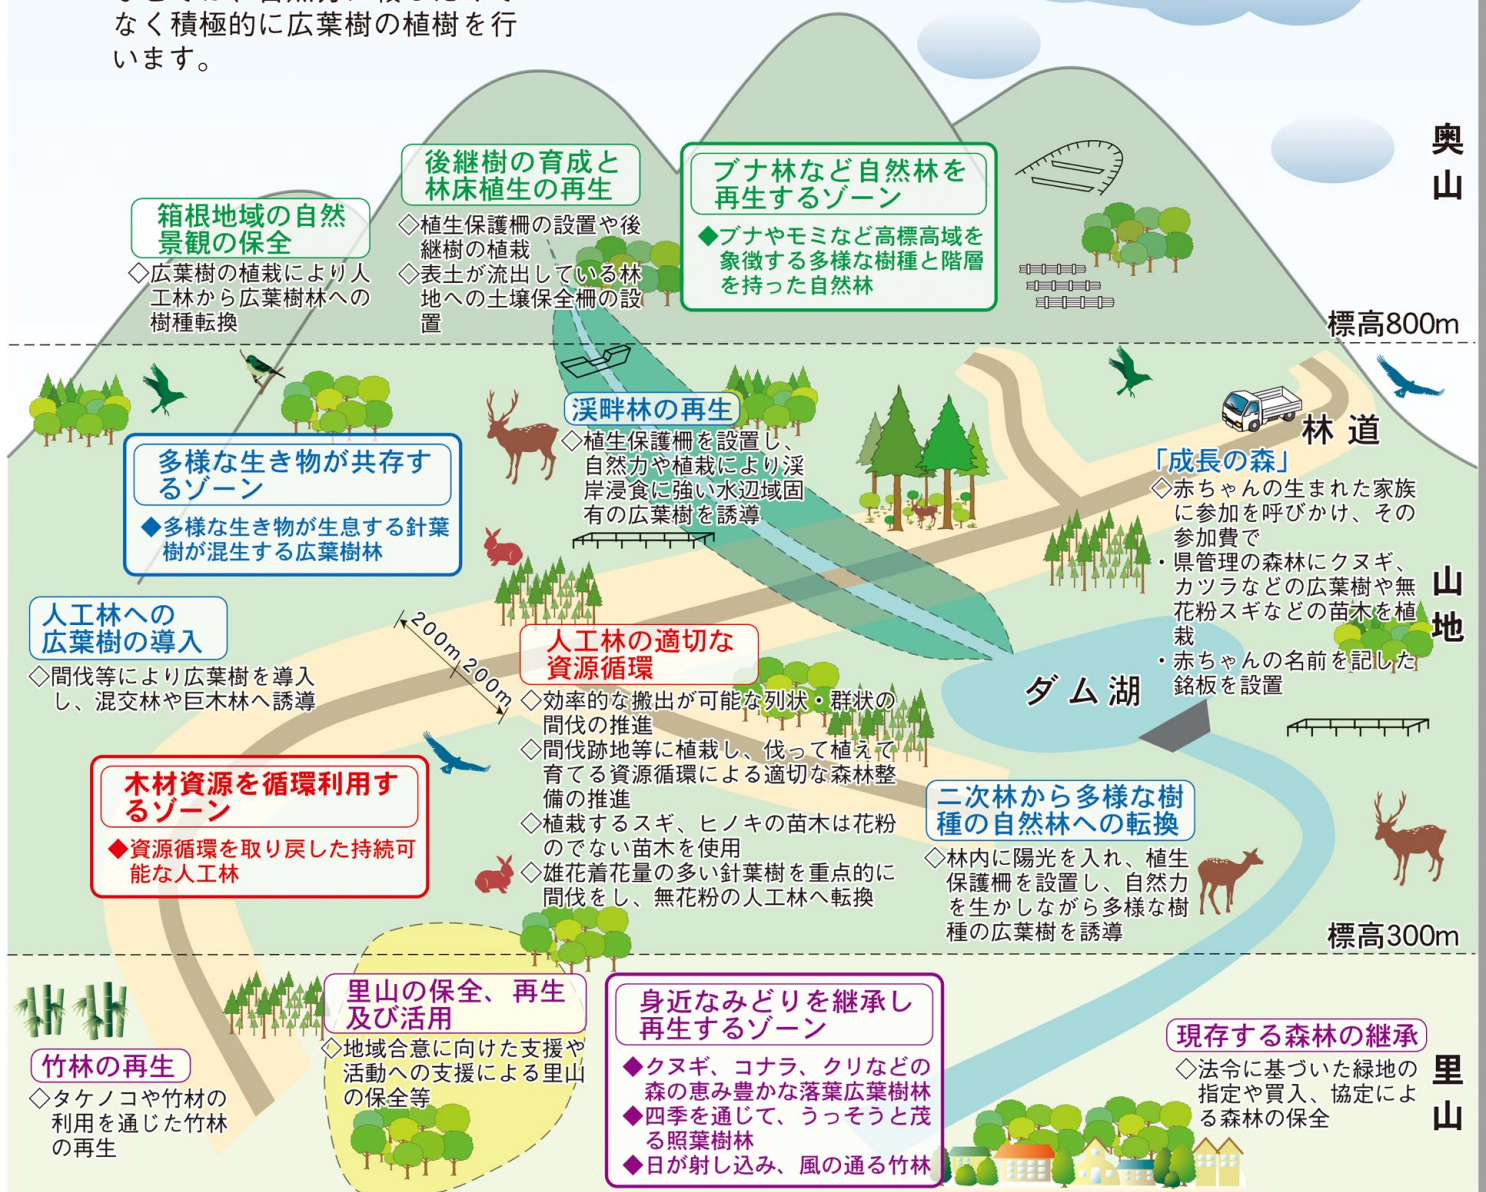 なく積極的に広葉樹の植樹を行
います。
奥山
後継樹の育成と
林床植生の再生
◇植生保護柵の設置や後
継樹の植栽
◇表土が流出している林
地への土壌保全柵の設
置
ブナ林など自然林を
再生するゾーン
◆ブナやモミなど高標高域を
象徴する多様な樹種と階層
を持った自然林
箱根地域の自然
景観の保全
◇広葉樹の植栽により人
工林から広葉樹林への
樹種転換
標高800m
渓畔林の再生
◇植生保護柵を設置し、
自然力や植栽により渓
岸浸食に強い水辺域固
有の広葉樹を誘導
林道
多様な生き物が共存す
るゾーン
◆多様な生き物が生息する針葉
樹が混生する広葉樹林
「成長の森」
◇赤ちゃんの生まれた家族
に参加を呼びかけ、その
参加費で
・県管理の森林にクヌギ、
カツラなどの広葉樹や無
花粉スギなどの苗木を植
栽
・赤ちゃんの名前を記した
銘板を設置
山地
人工林への
広葉樹の導入
◇間伐等により広葉樹を導入
し、混交林や巨木林へ誘導
200m
200m
人工林の適切な
資源循環
◇効率的な搬出が可能な列状・群状の
間伐の推進
◇間伐跡地等に植栽し、伐って植えて
育てる資源循環による適切な森林整
備の推進
◇植栽するスギ、ヒノキの苗木は花粉
のでない苗木を使用
◇雄花着花量の多い針葉樹を重点的に
間伐をし、無花粉の人工林へ転換
ダム湖
木材資源を循環利用す
るゾーン
◆資源循環を取り戻した持続可
能な人工林
二次林から多様な樹
種の自然林への転換
◇林内に陽光を入れ、植生
保護柵を設置し、自然力
を生かしながら多様な樹
種の広葉樹を誘導
標高300m
里山の保全、再生
及び活用
◇地域合意に向けた支援や
活動への支援による里山
の保全等
身近なみどりを継承し
再生するゾーン
◆クヌギ、コナラ、クリなどの
森の恵み豊かな落葉広葉樹林
◆四季を通じて、うっそうと茂
る照葉樹林
◆日が射し込み、風の通る竹林
竹林の再生
◇タケノコや竹材の
利用を通じた竹林
の再生
現存する森林の継承
◇法令に基づいた緑地の
指定や買入、協定によ
る森林の保全
里山